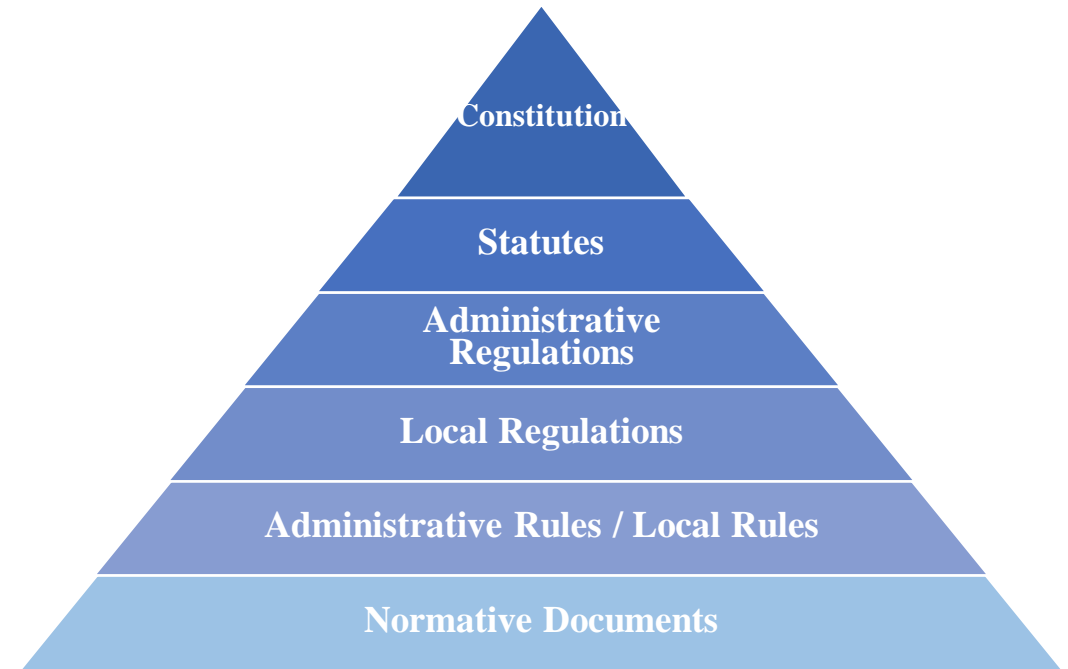 Constitution
Statutes
Administrative
Regulations
Local Regulations
Administrative Rules / Local Rules
Normative Documents